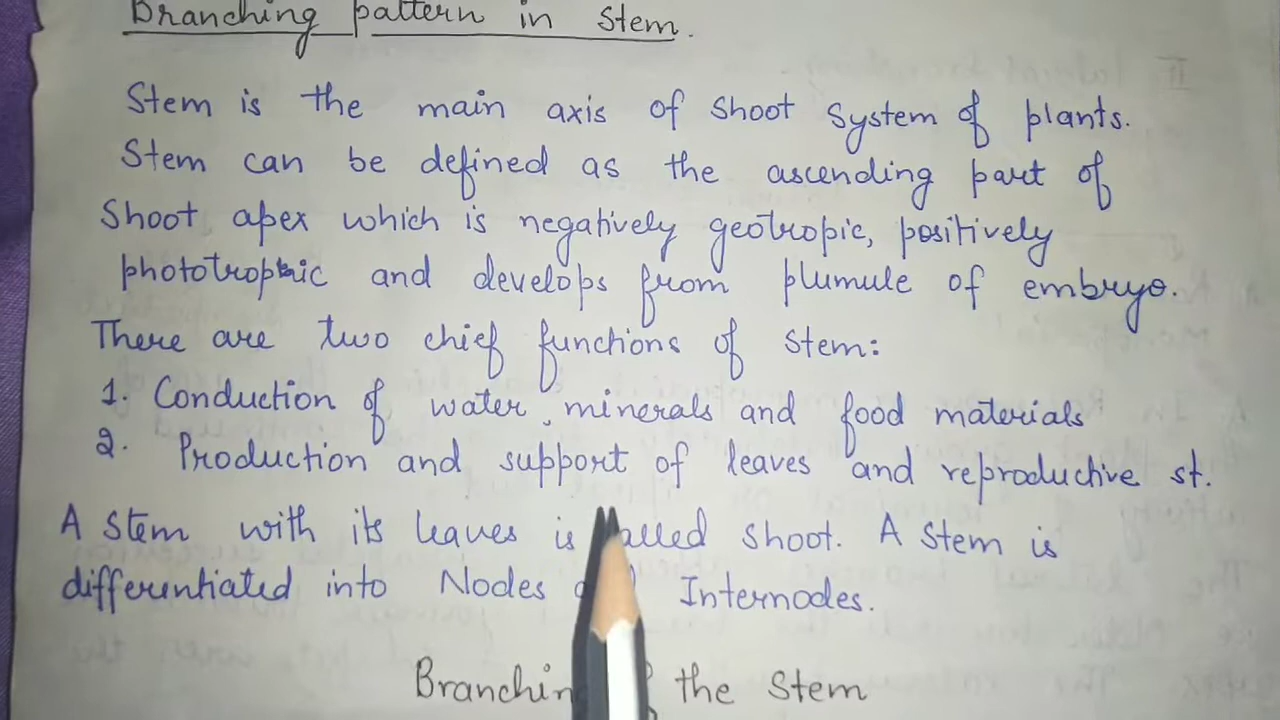 Branching pattern in Stem.
Stem is the main axis of Shoot System of plants.
Stem can be defined as the ascending part of
Shoot apex which is negatively geotropic, positively
phototrophic and develops from plumule of embryo.
There are two chief functions of Stem:
1. Conduction of water, minerals and food materials
2. Production and support of leaves and reproductive st.
A Stem with its leaves is called Shoot. A Stem is
differentiated into Nodes Internodes.
Branching the Stem